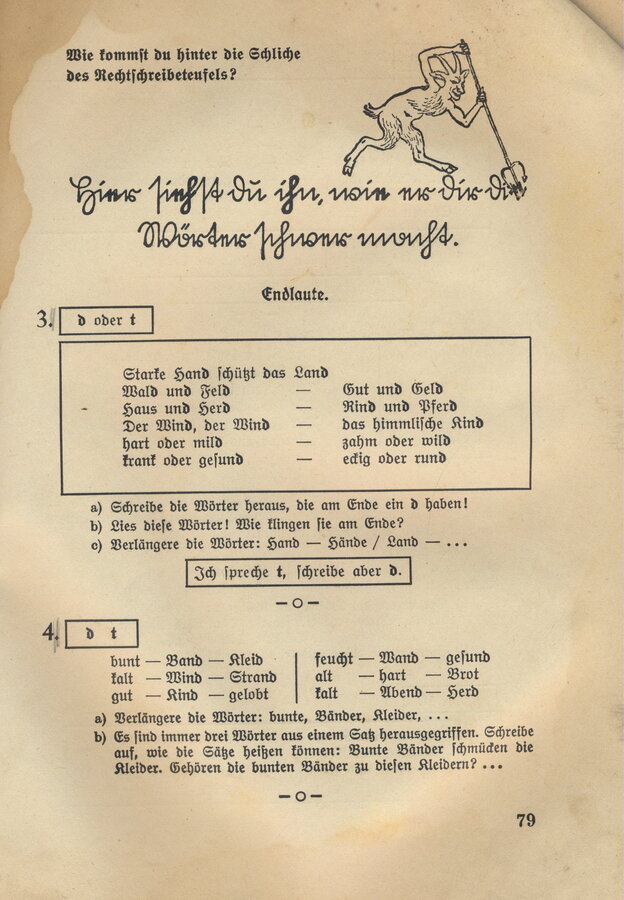 Wie kommst du hinter die Schliche
des Rechtschreibeteufels?
Hier siehst du ihn, wie er dir die
Wörter schwer macht.
Endlaute.
3. d oder t
Starke Hand schützt das Land
Wald und Feld — Gut und Geld
Haus und Herd — Rind und Pferd
Der Wind, der Wind — das himmlische Kind
hart oder mild — zahm oder wild
krank oder gesund — eckig oder rund
a) Schreibe die Wörter heraus, die am Ende ein d haben!
b) Lies diese Wörter! Wie klingen sie am Ende?
c) Verlängere die Wörter: Hand — Hände / Land — ...
Ich spreche t, schreibe aber d.
4. d t
bunt — Band — Kleid feucht — Wand — gesund
kalt — Wind — Strand alt — hart — Brot
gut — Kind — gelobt kalt — Abend — Herd
a) Verlängere die Wörter: bunte, Bänder, Kleider, ...
b) Es sind immer drei Wörter aus einem Satz herausgegriffen. Schreibe
auf, wie die Sätze heißen können: Bunte Bänder schmücken die
Kleider. Gehören die bunten Bänder zu diesen Kleidern? ...
79